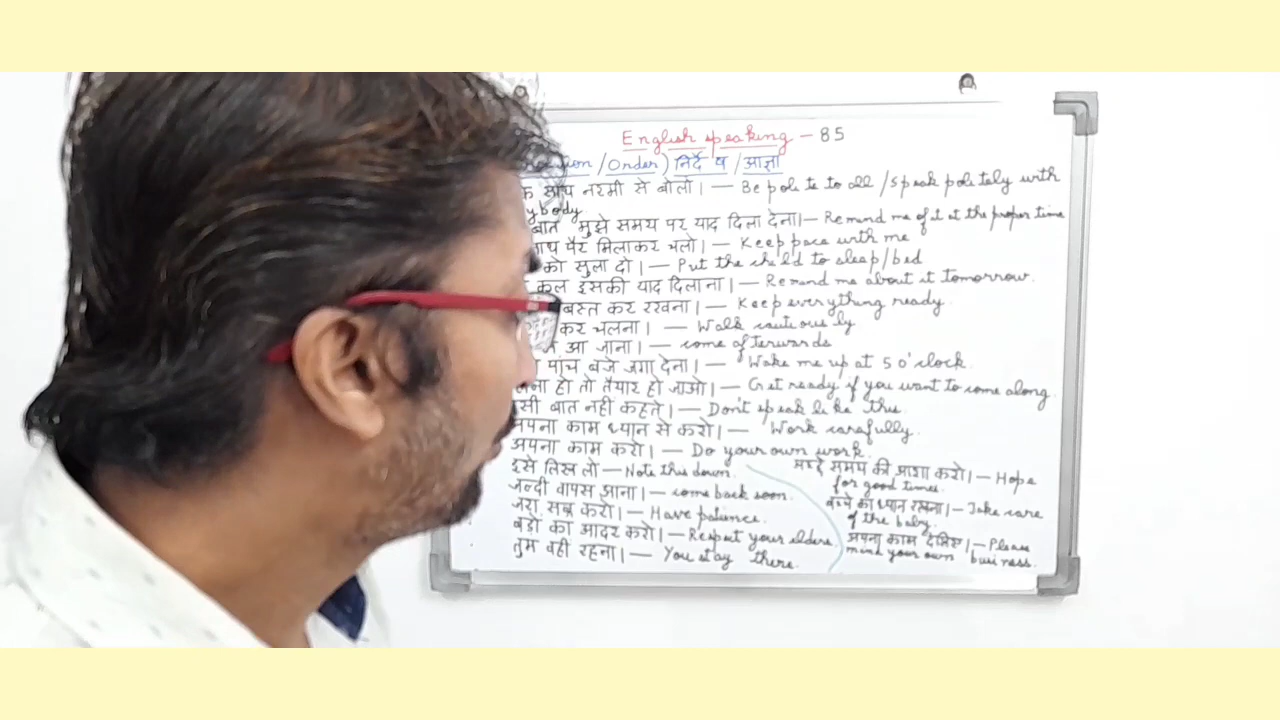 English speaking - 85
/Order) निर्देष /आज्ञा
साथ नरमी से बोलो। — Be polite to all / Speak politely with
ybody
बात मुझे समय पर याद दिला देना। — Remind me of it at the proper time
साथ पैर मिलाकर चलो। — Keep pace with me
को सुला दो। — Put the child to sleep/bed
कल इसकी याद दिलाना। — Remind me about it tomorrow.
कर रखना। — Keep everything ready.
कर चलना। — Walk cautiously
आ जाना। — come afterwards
पांच बजे जगा देना। — Wake me up at 5 o'clock.
हो तो तैयार हो जाओ। — Get ready if you want to come along.
बात नहीं कहते। — Don't speak like this.
अपना काम ध्यान से करो। — Work carefully.
अपना काम करो। — Do your own work.
इसे लिख लो — Note this down.
जल्दी वापस आना। — come back soon.
जरा सब्र करो। — Have patience.
बड़ो का आदर करो। — Respect your elders
तुम वही रहना। — You stay there.
अच्छे समय की आशा करो। — Hope
for good times.
बच्चे का ध्यान रखना। — Take care
of the baby.
अपना काम देखिए। — Please
mind your own business.